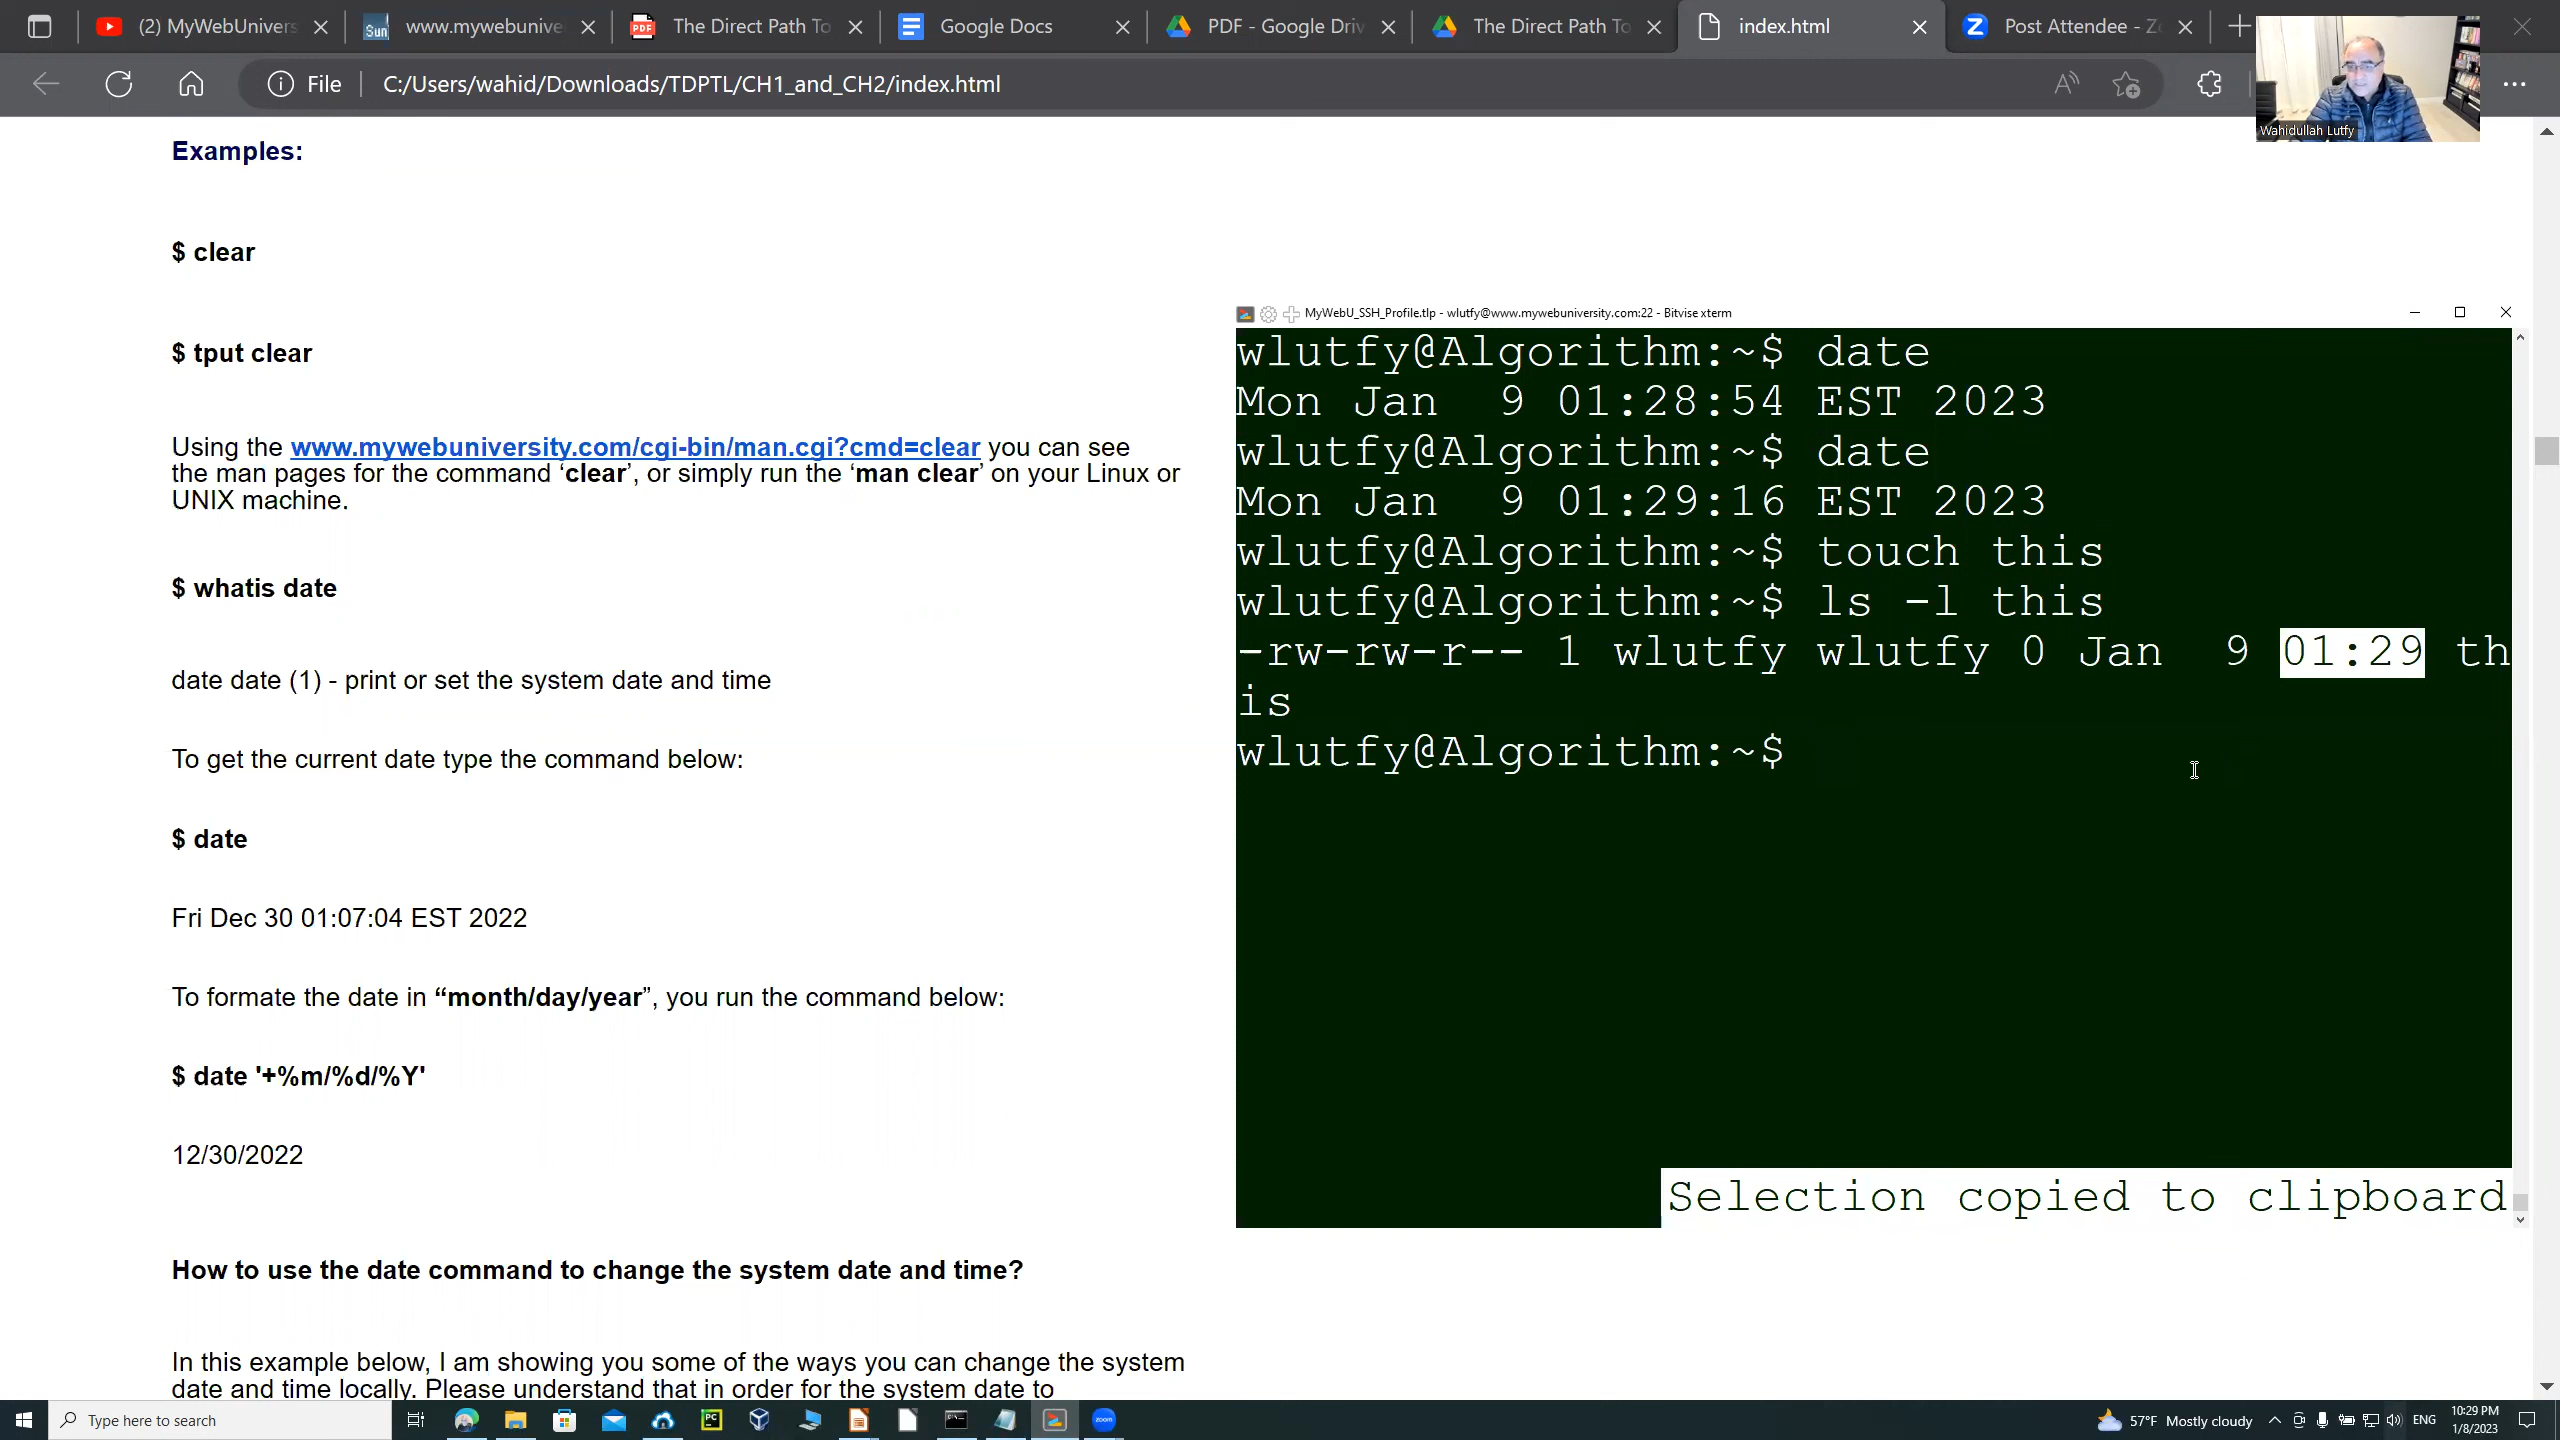 (2) MyWebUnivers
www.mywebunive
The Direct Path To
Google Docs
PDF - Google Driv
The Direct Path To
index.html
Post Attendee - Zo
File
C:/Users/wahid/Downloads/TDPTL/CH1_and_CH2/index.html
Wahidullah Lutfy
Examples:
$ clear
$ tput clear
Using the www.mywebuniversity.com/cgi-bin/man.cgi?cmd=clear you can see
the man pages for the command ‘clear’, or simply run the ‘man clear’ on your Linux or
UNIX machine.
$ whatis date
date date (1) - print or set the system date and time
To get the current date type the command below:
$ date
Fri Dec 30 01:07:04 EST 2022
To formate the date in “month/day/year”, you run the command below:
$ date '+%m/%d/%Y'
12/30/2022
How to use the date command to change the system date and time?
In this example below, I am showing you some of the ways you can change the system
date and time locally. Please understand that in order for the system date to
MyWebU_SSH_Profile.tlp - wlutfy@www.mywebuniversity.com:22 - Bitvise xterm
wlutfy@Algorithm:~$ date
Mon Jan  9 01:28:54 EST 2023
wlutfy@Algorithm:~$ date
Mon Jan  9 01:29:16 EST 2023
wlutfy@Algorithm:~$ touch this
wlutfy@Algorithm:~$ ls -l this
-rw-rw-r-- 1 wlutfy wlutfy 0 Jan  9 01:29 th
is
wlutfy@Algorithm:~$
Selection copied to clipboard
Type here to search
57°F Mostly cloudy
ENG
10:29 PM
1/8/2023